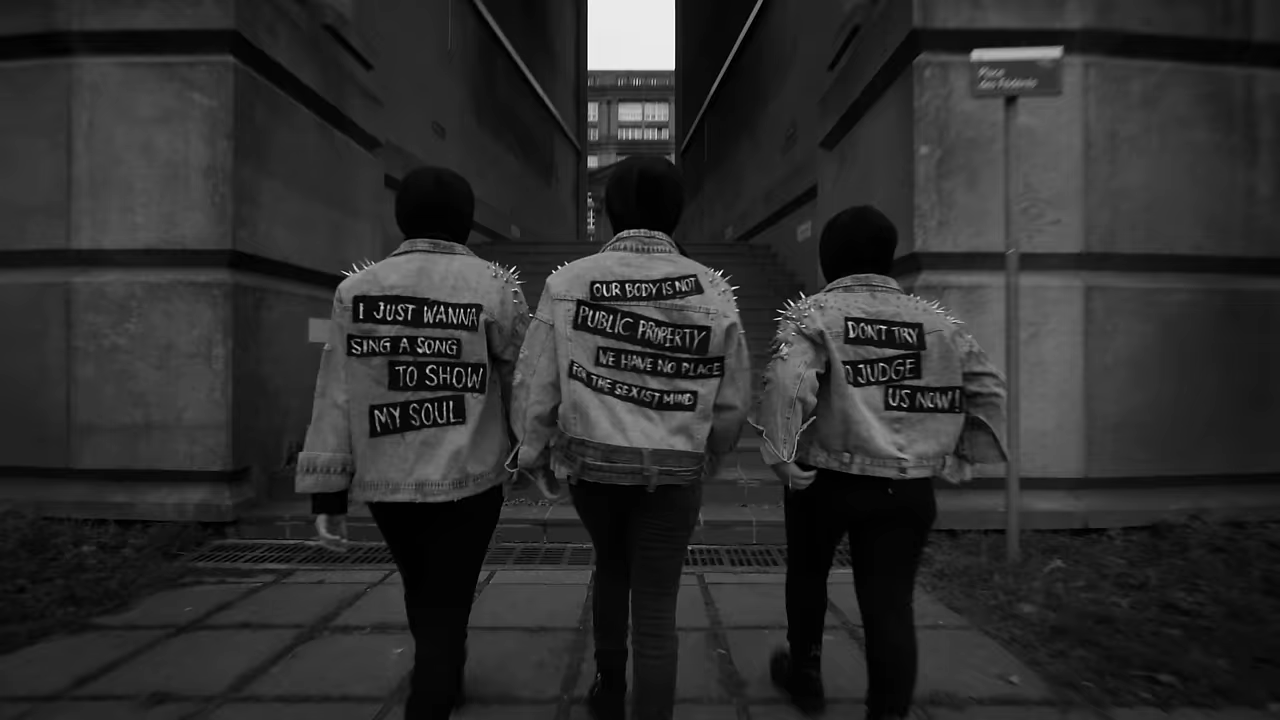 I JUST WANNA
SING A SONG
TO SHOW
MY SOUL
OUR BODY IS NOT
PUBLIC PROPERTY
WE HAVE NO PLACE
FOR THE SEXIST MIND
DON'T TRY
JUDGE
US NOW!
Place